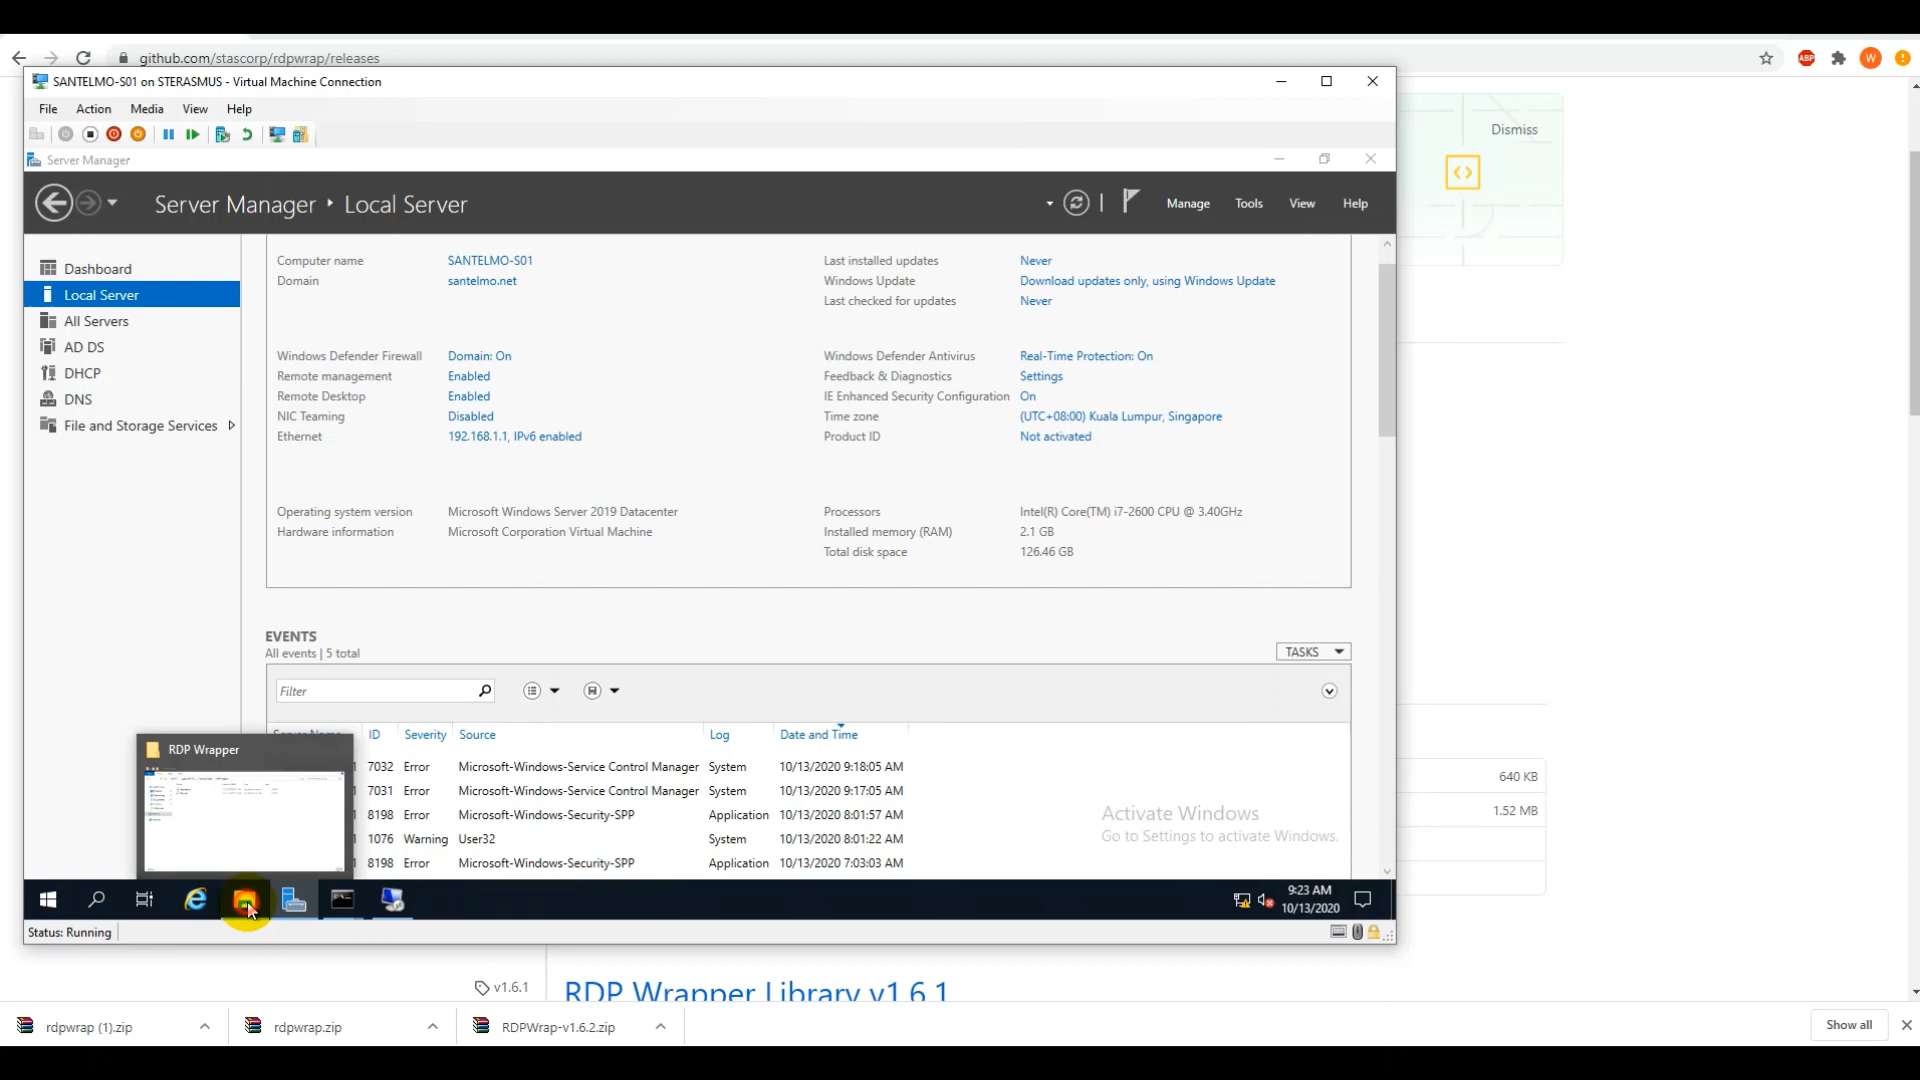 github.com/stascorp/rdpwrap/releases
ABP
W
SANTELMO-S01 on STERASMUS - Virtual Machine Connection
File Action Media View Help
Dismiss
Server Manager
Server Manager ‣ Local Server
Manage Tools View Help
Dashboard
Local Server
All Servers
AD DS
DHCP
DNS
File and Storage Services
Computer name SANTELMO-S01 Last installed updates Never
Domain santelmo.net Windows Update Download updates only, using Windows Update
Last checked for updates Never
Windows Defender Firewall Domain: On Windows Defender Antivirus Real-Time Protection: On
Remote management Enabled Feedback & Diagnostics Settings
Remote Desktop Enabled IE Enhanced Security Configuration On
NIC Teaming Disabled Time zone (UTC+08:00) Kuala Lumpur, Singapore
Ethernet 192.168.1.1, IPv6 enabled Product ID Not activated
Operating system version Microsoft Windows Server 2019 Datacenter Processors Intel(R) Core(TM) i7-2600 CPU @ 3.40GHz
Hardware information Microsoft Corporation Virtual Machine Installed memory (RAM) 2.1 GB
Total disk space 126.46 GB
EVENTS
All events | 5 total
TASKS
Filter
Server Name ID Severity Source Log Date and Time
RDP Wrapper
1 7032 Error Microsoft-Windows-Service Control Manager System 10/13/2020 9:18:05 AM
1 7031 Error Microsoft-Windows-Service Control Manager System 10/13/2020 9:17:05 AM
1 8198 Error Microsoft-Windows-Security-SPP Application 10/13/2020 8:01:57 AM
1 1076 Warning User32 System 10/13/2020 8:01:22 AM
1 8198 Error Microsoft-Windows-Security-SPP Application 10/13/2020 7:03:03 AM
Activate Windows
Go to Settings to activate Windows.
640 KB
1.52 MB
9:23 AM
10/13/2020
Status: Running
v1.6.1
RDP Wrapper Library v1.6.1
rdpwrap (1).zip
rdpwrap.zip
RDPWrap-v1.6.2.zip
Show all